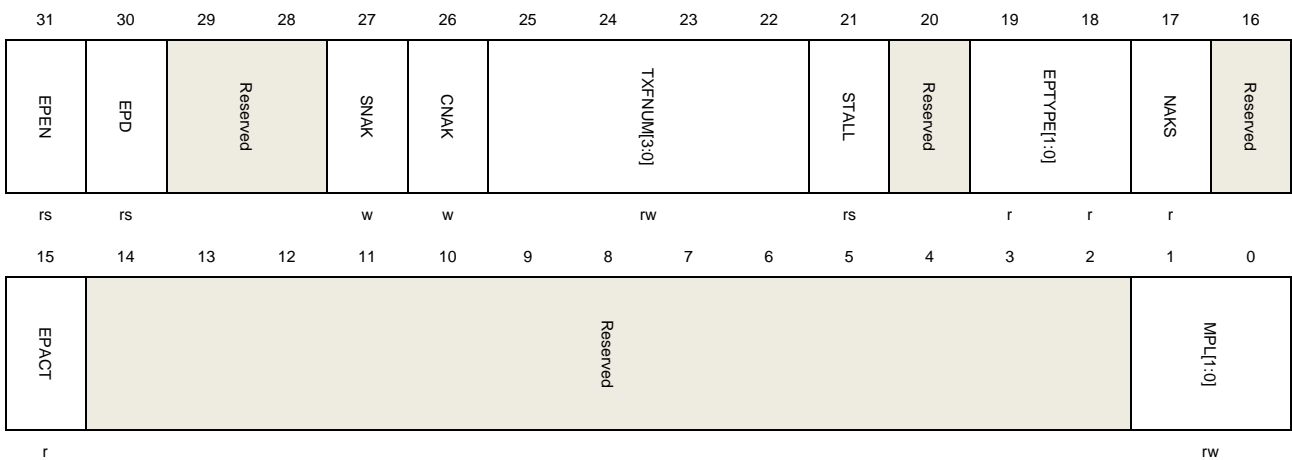 31 30 29 28 27 26 25 24 23 22 21 20 19 18 17 16
EPEN EPD Reserved SNAK CNAK TXFNUM[3:0] STALL Reserved EPTYPE[1:0] NAKS Reserved
rs rs w w rw rs r r r
15 14 13 12 11 10 9 8 7 6 5 4 3 2 1 0
EPACT Reserved MPL[1:0]
r rw